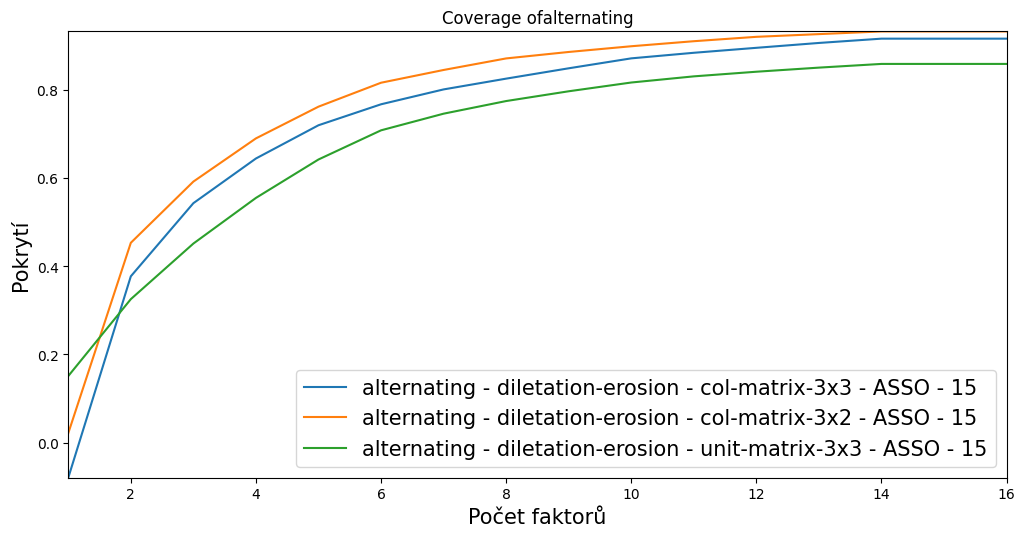 Coverage ofalternating
Pokrytí
0.8
0.6
0.4
0.2
0.0
alternating - diletation-erosion - col-matrix-3x3 - ASSO - 15
alternating - diletation-erosion - col-matrix-3x2 - ASSO - 15
alternating - diletation-erosion - unit-matrix-3x3 - ASSO - 15
2 4 6 8 10 12 14 16
Počet faktorů